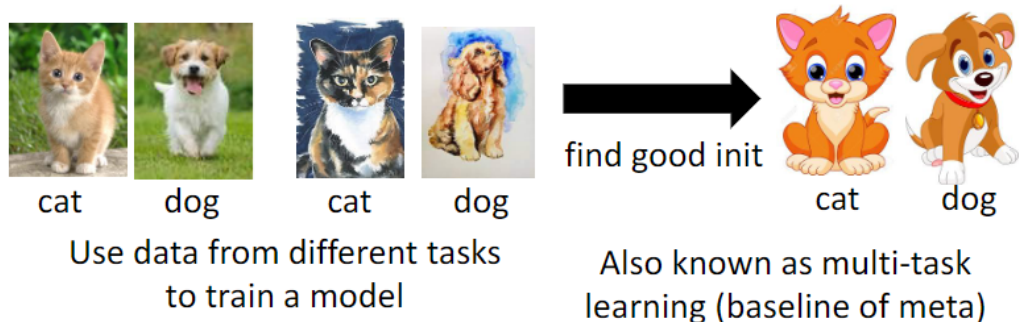 cat
dog
cat
dog
find good init
cat
dog
Use data from different tasks
to train a model
Also known as multi-task
learning (baseline of meta)